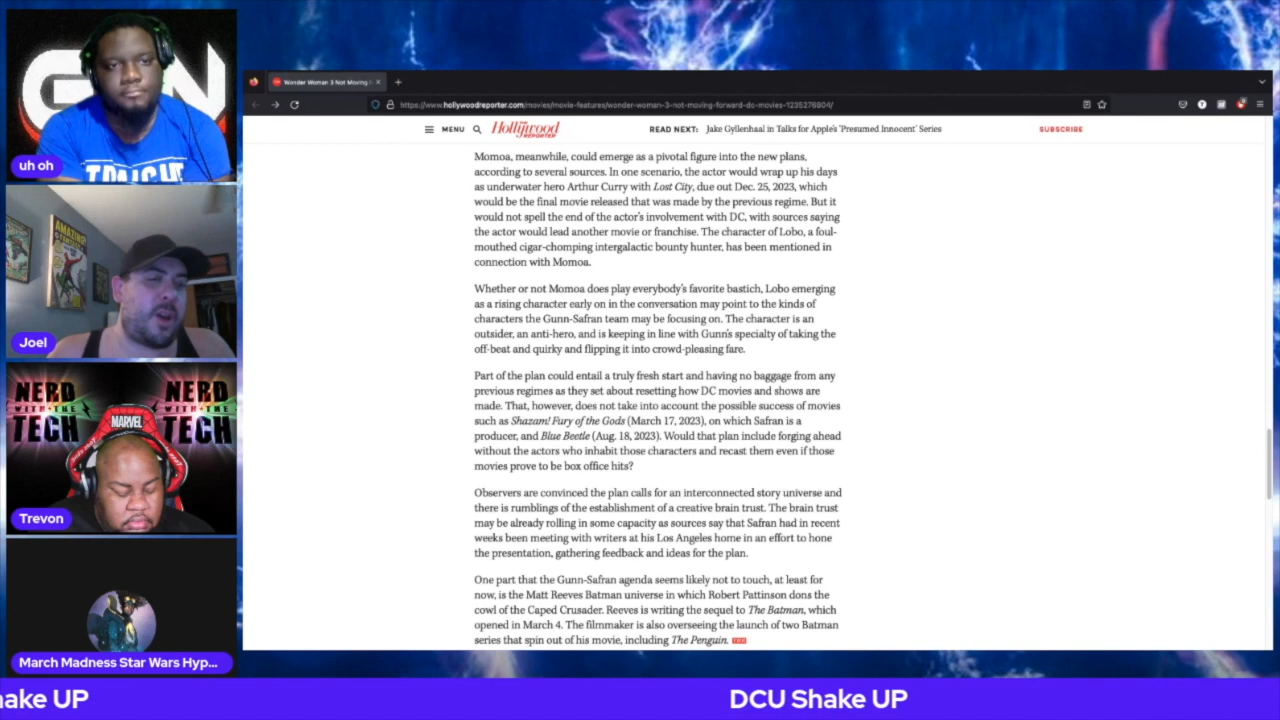 GN
uh oh
AMAZING FANTASY
Joel
NERD
WITH THE
TECH
NERD
WITH THE
TECH
MARVEL
Trevon
March Madness Star Wars Hyp...
Wonder Woman 3 Not Moving
https://www.hollywoodreporter.com/movies/movie-features/wonder-woman-3-not-moving-forward-dc-movies-1235276804/
MENU
Hollywood
REPORTER
READ NEXT: Jake Gyllenhaal in Talks for Apple's 'Presumed Innocent' Series
SUBSCRIBE
Momoa, meanwhile, could emerge as a pivotal figure into the new plans,
according to several sources. In one scenario, the actor would wrap up his days
as underwater hero Arthur Curry with Lost City, due out Dec. 25, 2023, which
would be the final movie released that was made by the previous regime. But it
would not spell the end of the actor's involvement with DC, with sources saying
the actor would lead another movie or franchise. The character of Lobo, a foul-
mouthed cigar-chomping intergalactic bounty hunter, has been mentioned in
connection with Momoa.
Whether or not Momoa does play everybody's favorite bastich, Lobo emerging
as a rising character early on in the conversation may point to the kinds of
characters the Gunn-Safran team may be focusing on. The character is an
outsider, an anti-hero, and is keeping in line with Gunn's specialty of taking the
off-beat and quirky and flipping it into crowd-pleasing fare.
Part of the plan could entail a truly fresh start and having no baggage from any
previous regimes as they set about resetting how DC movies and shows are
made. That, however, does not take into account the possible success of movies
such as Shazam! Fury of the Gods (March 17, 2023), on which Safran is a
producer, and Blue Beetle (Aug. 18, 2023). Would that plan include forging ahead
without the actors who inhabit those characters and recast them even if those
movies prove to be box office hits?
Observers are convinced the plan calls for an interconnected story universe and
there is rumblings of the establishment of a creative brain trust. The brain trust
may be already rolling in some capacity as sources say that Safran had in recent
weeks been meeting with writers at his Los Angeles home in an effort to hone
the presentation, gathering feedback and ideas for the plan.
One part that the Gunn-Safran agenda seems likely not to touch, at least for
now, is the Matt Reeves Batman universe in which Robert Pattinson dons the
cowl of the Caped Crusader. Reeves is writing the sequel to The Batman, which
opened in March 4. The filmmaker is also overseeing the launch of two Batman
series that spin out of his movie, including The Penguin. THR
hake UP
DCU Shake UP